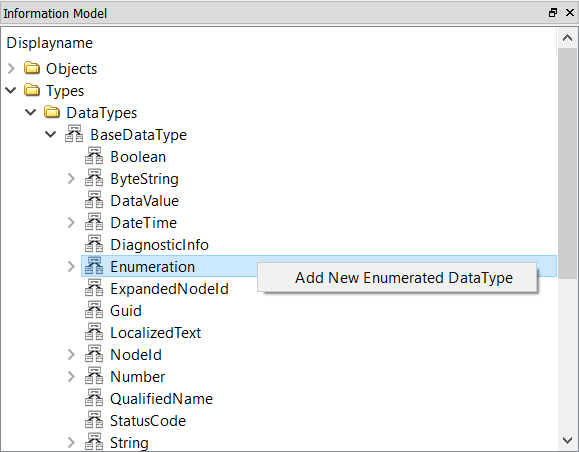 Information Model
Displayname
Objects
Types
DataTypes
BaseDataType
Boolean
ByteString
DataValue
DateTime
DiagnosticInfo
Enumeration
Add New Enumerated DataType
ExpandedNodeId
Guid
LocalizedText
NodeId
Number
QualifiedName
StatusCode
String